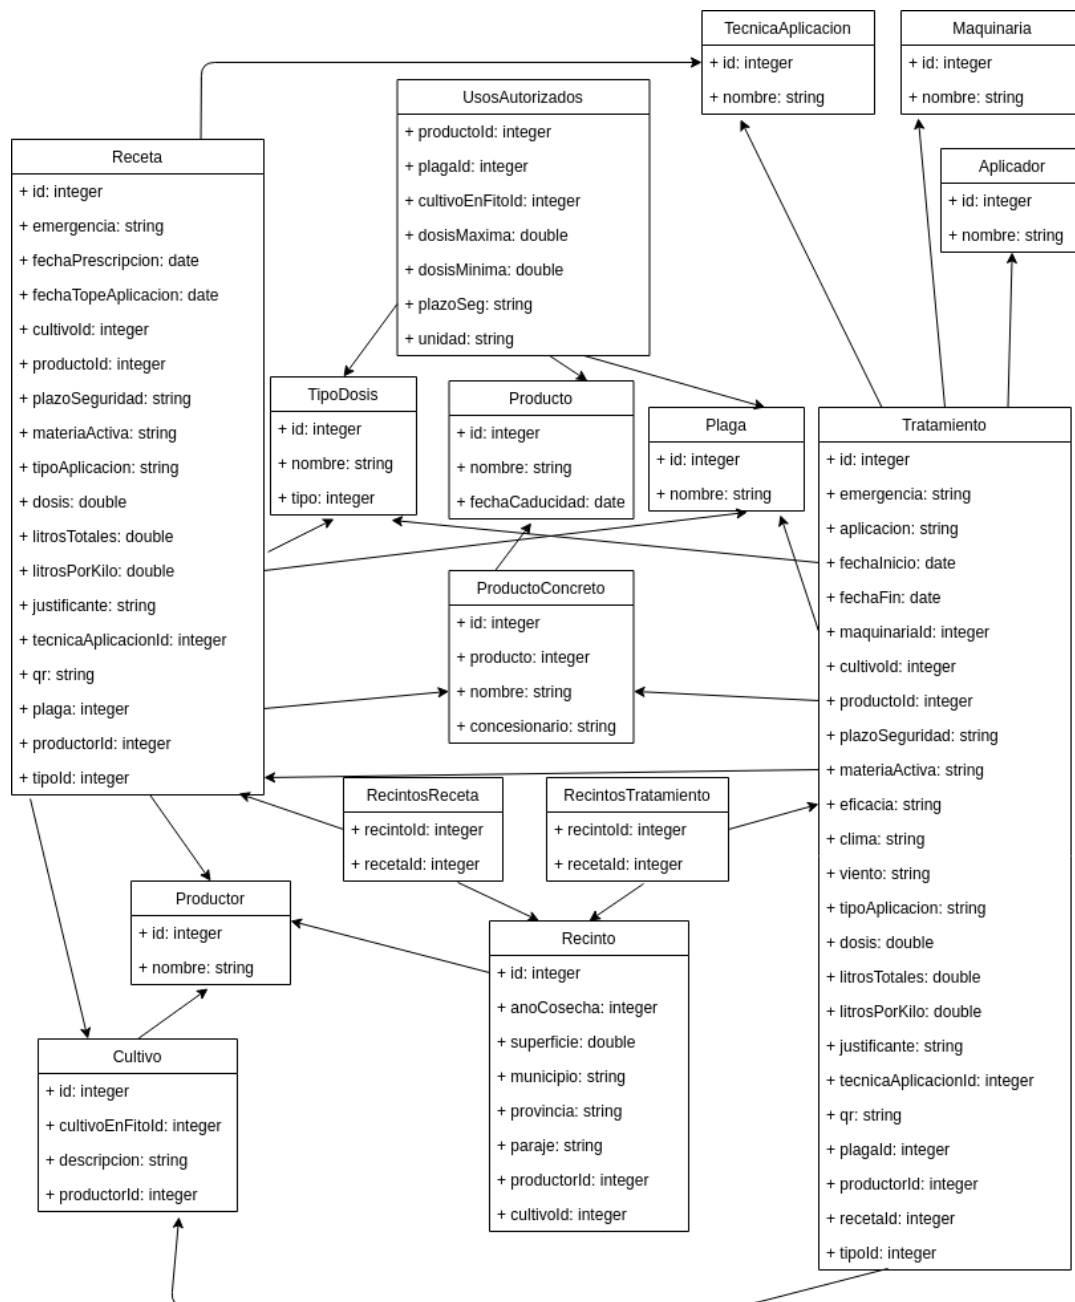 TecnicaAplicacion
+ id: integer
+ nombre: string
Maquinaria
+ id: integer
+ nombre: string
UsosAutorizados
+ productoId: integer
+ plagaId: integer
+ cultivoEnFitoId: integer
+ dosisMaxima: double
+ dosisMinima: double
+ plazoSeg: string
+ unidad: string
Aplicador
+ id: integer
+ nombre: string
Receta
+ id: integer
+ emergencia: string
+ fechaPrescripcion: date
+ fechaTopeAplicacion: date
+ cultivoId: integer
+ productoId: integer
+ plazoSeguridad: string
+ materiaActiva: string
+ tipoAplicacion: string
+ dosis: double
+ litrosTotales: double
+ litrosPorKilo: double
+ justificante: string
+ tecnicaAplicacionId: integer
+ qr: string
+ plaga: integer
+ productorId: integer
+ tipoId: integer
TipoDosis
+ id: integer
+ nombre: string
+ tipo: integer
Producto
+ id: integer
+ nombre: string
+ fechaCaducidad: date
Plaga
+ id: integer
+ nombre: string
Tratamiento
+ id: integer
+ emergencia: string
+ aplicacion: string
+ fechaInicio: date
+ fechaFin: date
+ maquinariaId: integer
+ cultivoId: integer
+ productoId: integer
+ plazoSeguridad: string
+ materiaActiva: string
+ eficacia: string
+ clima: string
+ viento: string
+ tipoAplicacion: string
+ dosis: double
+ litrosTotales: double
+ litrosPorKilo: double
+ justificante: string
+ tecnicaAplicacionId: integer
+ qr: string
+ plagaId: integer
+ productorId: integer
+ recetaId: integer
+ tipoId: integer
ProductoConcreto
+ id: integer
+ producto: integer
+ nombre: string
+ concesionario: string
RecintosReceta
+ recintoId: integer
+ recetaId: integer
RecintosTratamiento
+ recintoId: integer
+ recetaId: integer
Productor
+ id: integer
+ nombre: string
Recinto
+ id: integer
+ anoCosecha: integer
+ superficie: double
+ municipio: string
+ provincia: string
+ paraje: string
+ productorId: integer
+ cultivoId: integer
Cultivo
+ id: integer
+ cultivoEnFitoId: integer
+ descripcion: string
+ productorId: integer